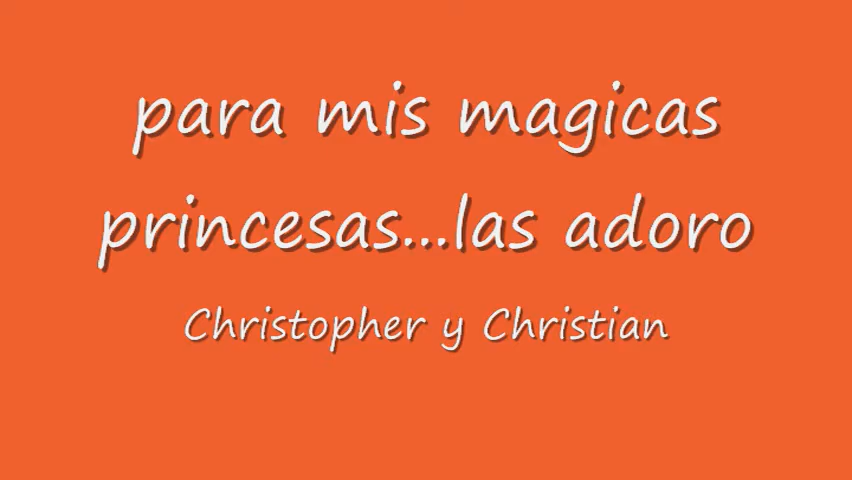 para mis magicas
princesas...las adoro
Christopher y Christian